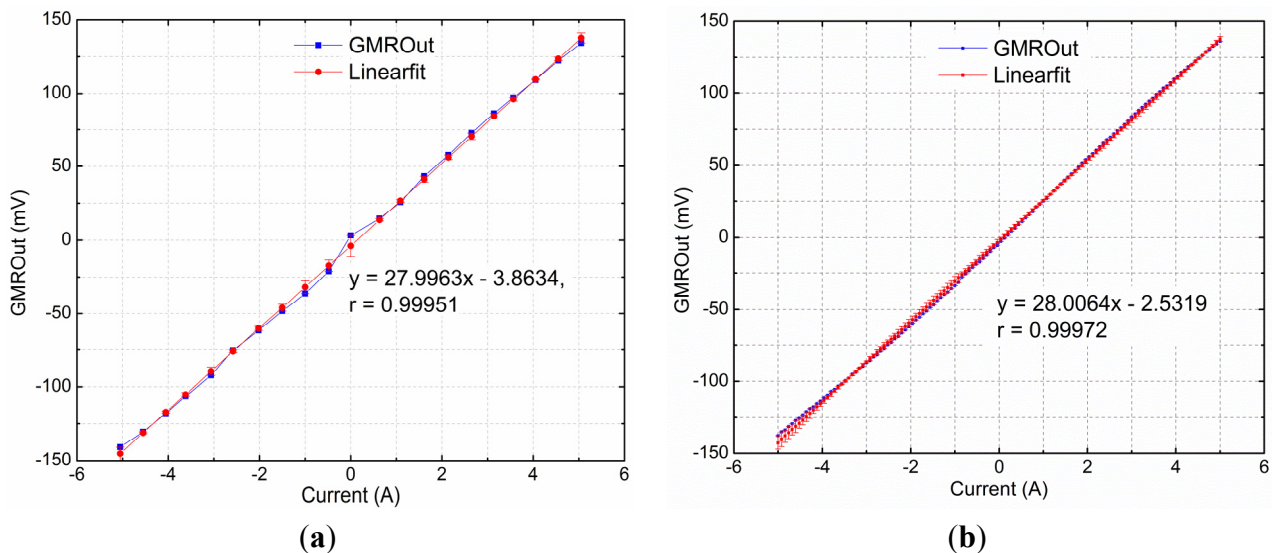 150
100
50
0
-50
-100
-150
GMROut (mV)
GMROut
Linearfit
y = 27.9963x - 3.8634,
r = 0.99951
-6 -4 -2 0 2 4 6
Current (A)
(a)
150
100
50
0
-50
-100
-150
GMROut (mV)
GMROut
Linearfit
y = 28.0064x - 2.5319
r = 0.99972
-6 -4 -2 0 2 4 6
Current (A)
(b)